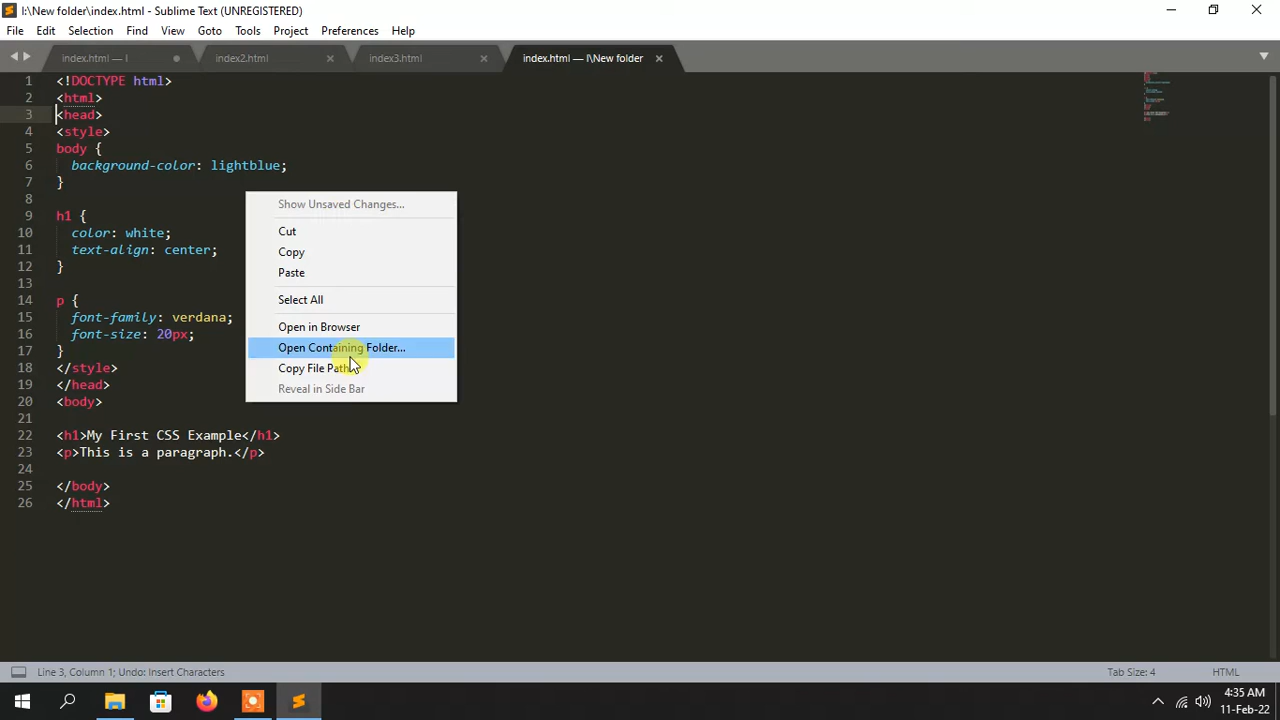 I:\New folder\index.html - Sublime Text (UNREGISTERED)
File Edit Selection Find View Goto Tools Project Preferences Help
index.html — I index2.html index3.html index.html — I\New folder
1 <!DOCTYPE html>
2 <html>
3 <head>
4 <style>
5 body {
6 background-color: lightblue;
7 }
8
9 h1 {
10 color: white;
11 text-align: center;
12 }
13
14 p {
15 font-family: verdana;
16 font-size: 20px;
17 }
18 </style>
19 </head>
20 <body>
21
22 <h1>My First CSS Example</h1>
23 <p>This is a paragraph.</p>
24
25 </body>
26 </html>
Show Unsaved Changes...
Cut
Copy
Paste
Select All
Open in Browser
Open Containing Folder...
Copy File Path
Reveal in Side Bar
Line 3, Column 1; Undo: Insert Characters Tab Size: 4 HTML
4:35 AM
11-Feb-22